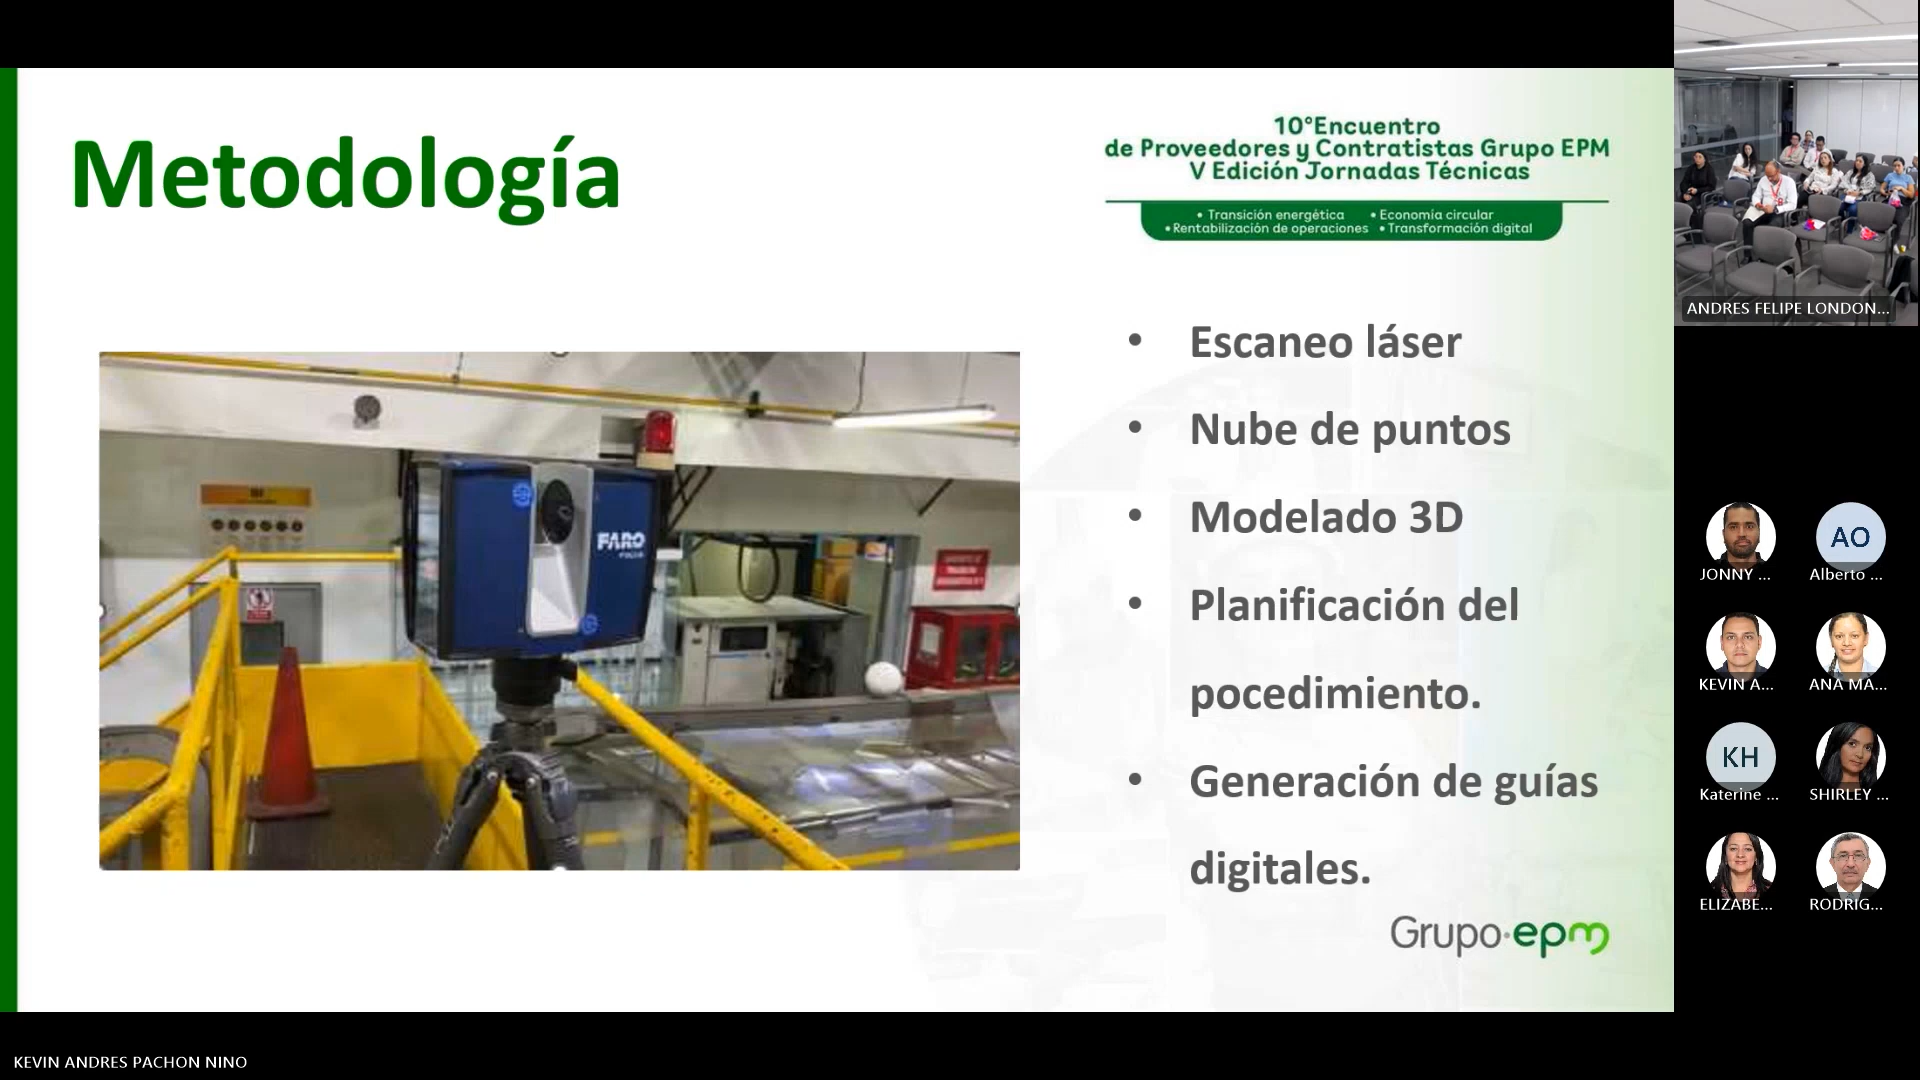 Metodología
10°Encuentro
de Proveedores y Contratistas Grupo EPM
V Edición Jornadas Técnicas
• Transición energética • Economía circular
• Rentabilización de operaciones • Transformación digital
• Escaneo láser
• Nube de puntos
• Modelado 3D
• Planificación del
pocedimiento.
• Generación de guías
digitales.
FARO
Grupo·epm
ANDRES FELIPE LONDON...
JONNY ...
AO
Alberto ...
KEVIN A...
ANA MA...
KH
Katerine ...
SHIRLEY ...
ELIZABE...
RODRIG...
KEVIN ANDRES PACHON NINO